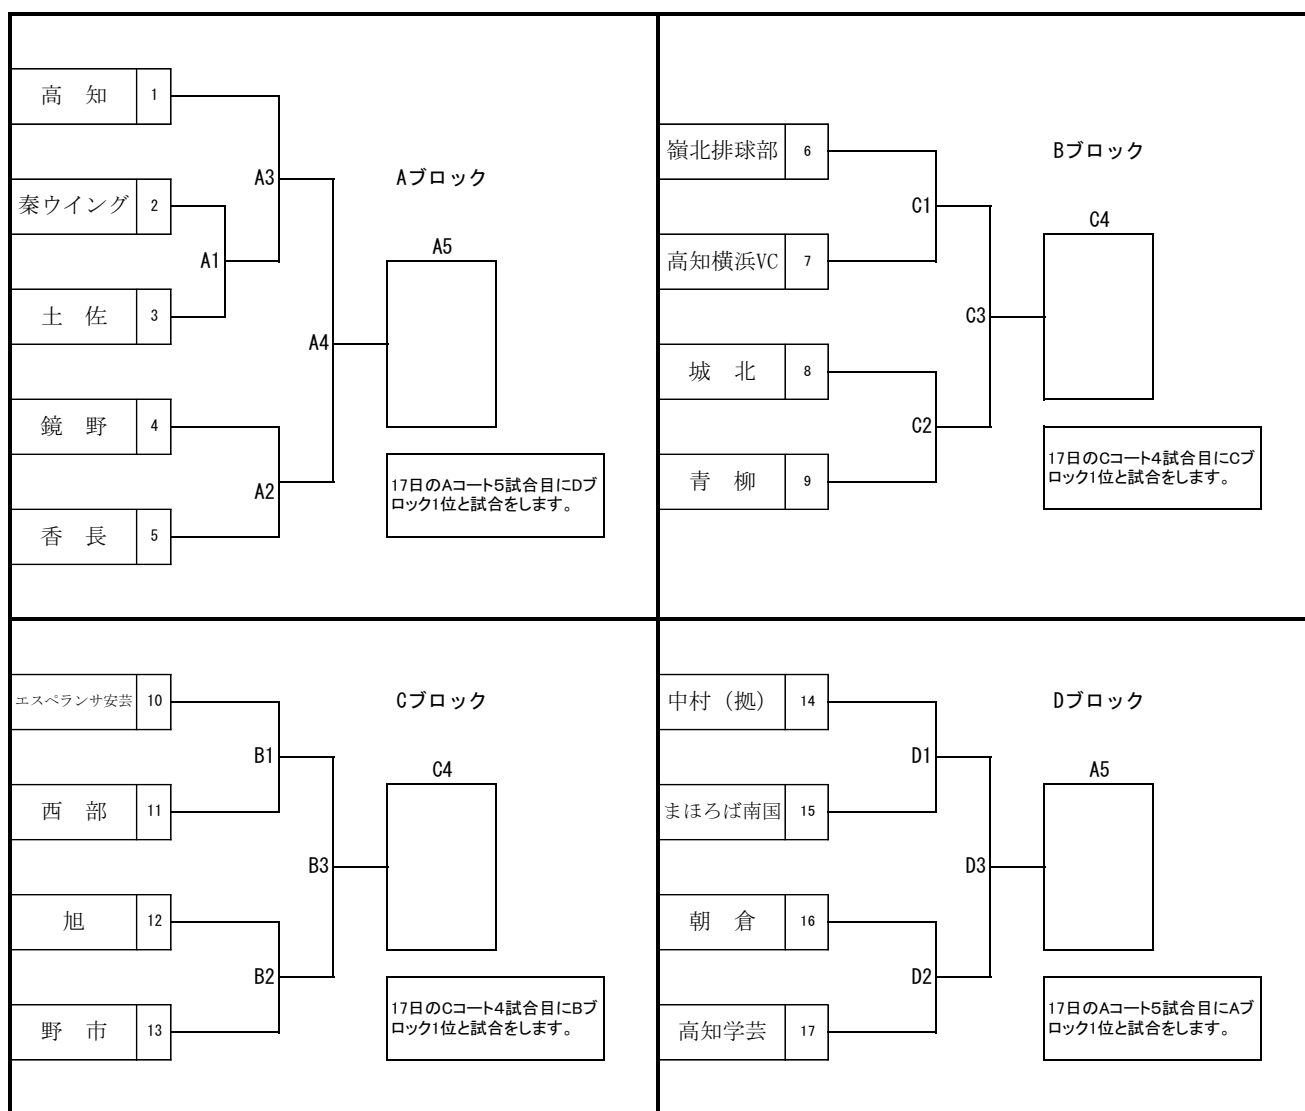 高 知 1
A3
Aブロック
秦ウイング 2
A5
A1
土 佐 3
A4
鏡 野 4
A2
17日のAコート5試合目にDブ
ロック1位と試合をします。
香 長 5
嶺北排球部 6
Bブロック
C1
C4
高知横浜VC 7
C3
城 北 8
C2
17日のCコート4試合目にCブ
ロック1位と試合をします。
青 柳 9
エスペランサ安芸 10
Cブロック
B1
C4
西 部 11
B3
旭 12
B2
17日のCコート4試合目にBブ
ロック1位と試合をします。
野 市 13
中村（拠） 14
Dブロック
D1
A5
まほろば南国 15
D3
朝 倉 16
D2
17日のAコート5試合目にAブ
ロック1位と試合をします。
高知学芸 17